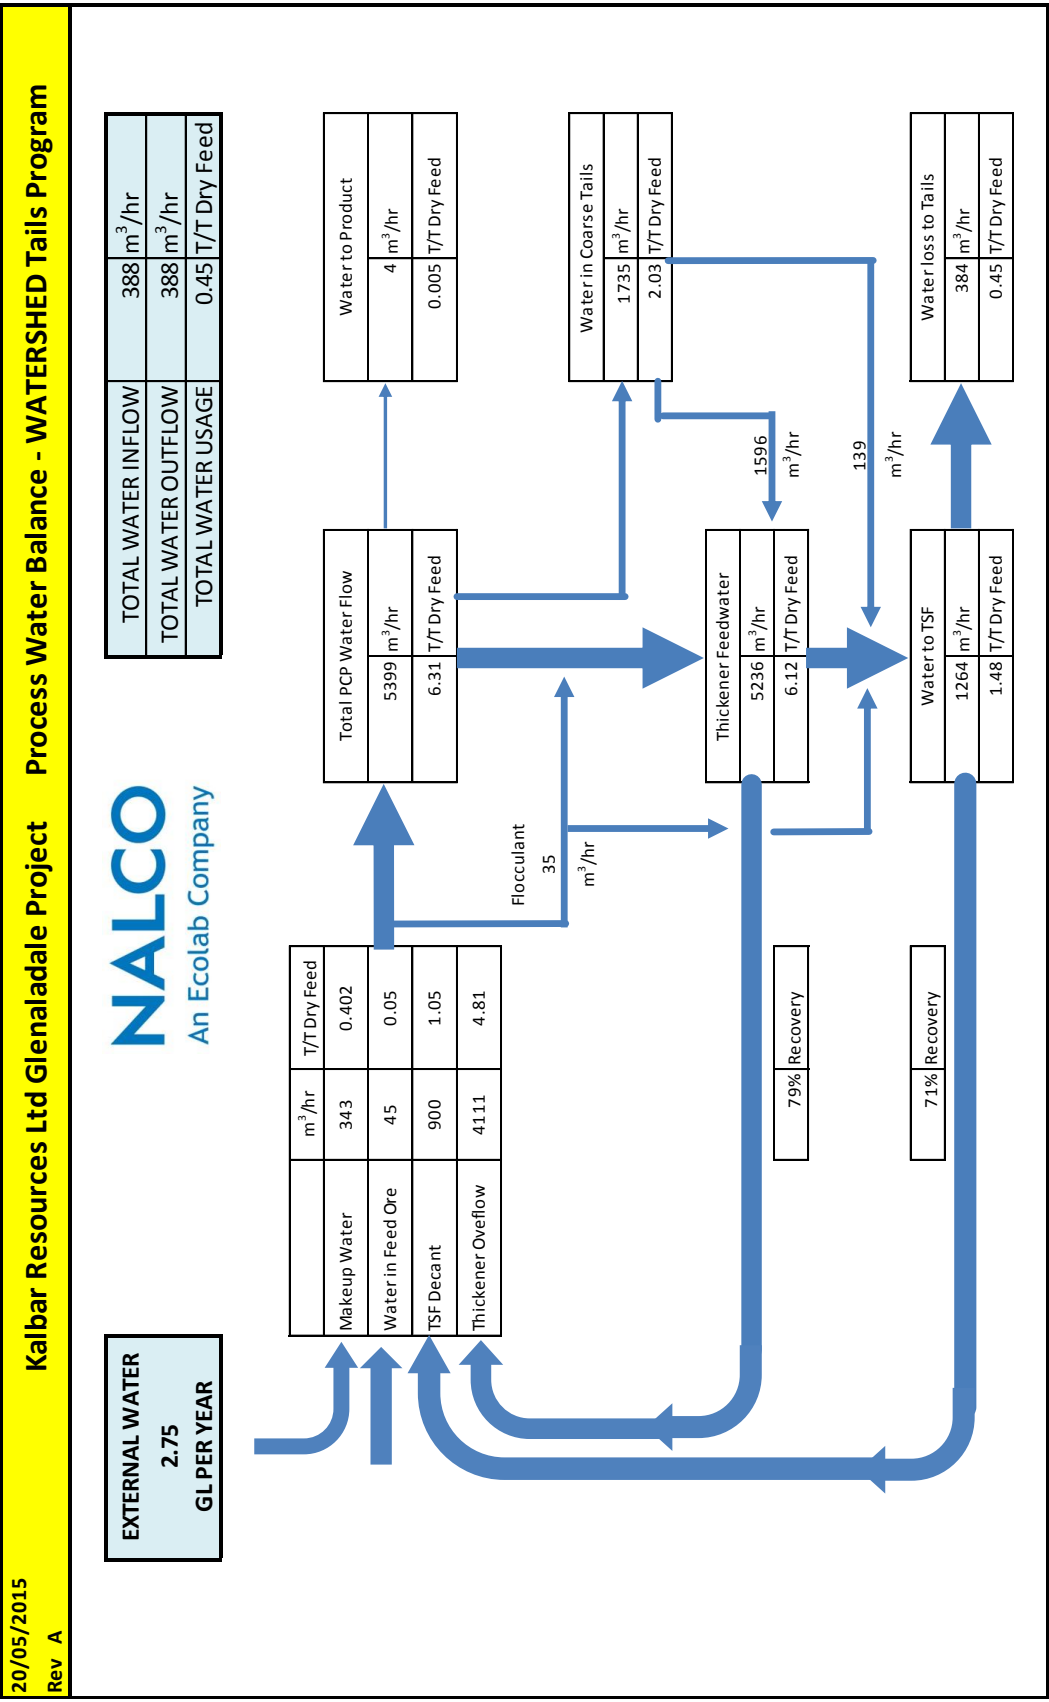 20/05/2015
Rev A
Kalbar Resources Ltd Glenaladale Project Process Water Balance - WATERSHED Tails Program
EXTERNAL WATER
2.75
GL PER YEAR
NALCO
An Ecolab Company
TOTAL WATER INFLOW 388 m³/hr
TOTAL WATER OUTFLOW 388 m³/hr
TOTAL WATER USAGE 0.45 T/T Dry Feed
m³/hr T/T Dry Feed
Makeup Water 343 0.402
Water in Feed Ore 45 0.05
TSF Decant 900 1.05
Thickener Oveflow 4111 4.81
Total PCP Water Flow
5399 m³/hr
6.31 T/T Dry Feed
Water to Product
4 m³/hr
0.005 T/T Dry Feed
Flocculant
35
m³/hr
Water in Coarse Tails
1735 m³/hr
2.03 T/T Dry Feed
Thickener Feedwater
5236 m³/hr
6.12 T/T Dry Feed
1596
m³/hr
79% Recovery
139
m³/hr
71% Recovery
Water to TSF
1264 m³/hr
1.48 T/T Dry Feed
Water loss to Tails
384 m³/hr
0.45 T/T Dry Feed